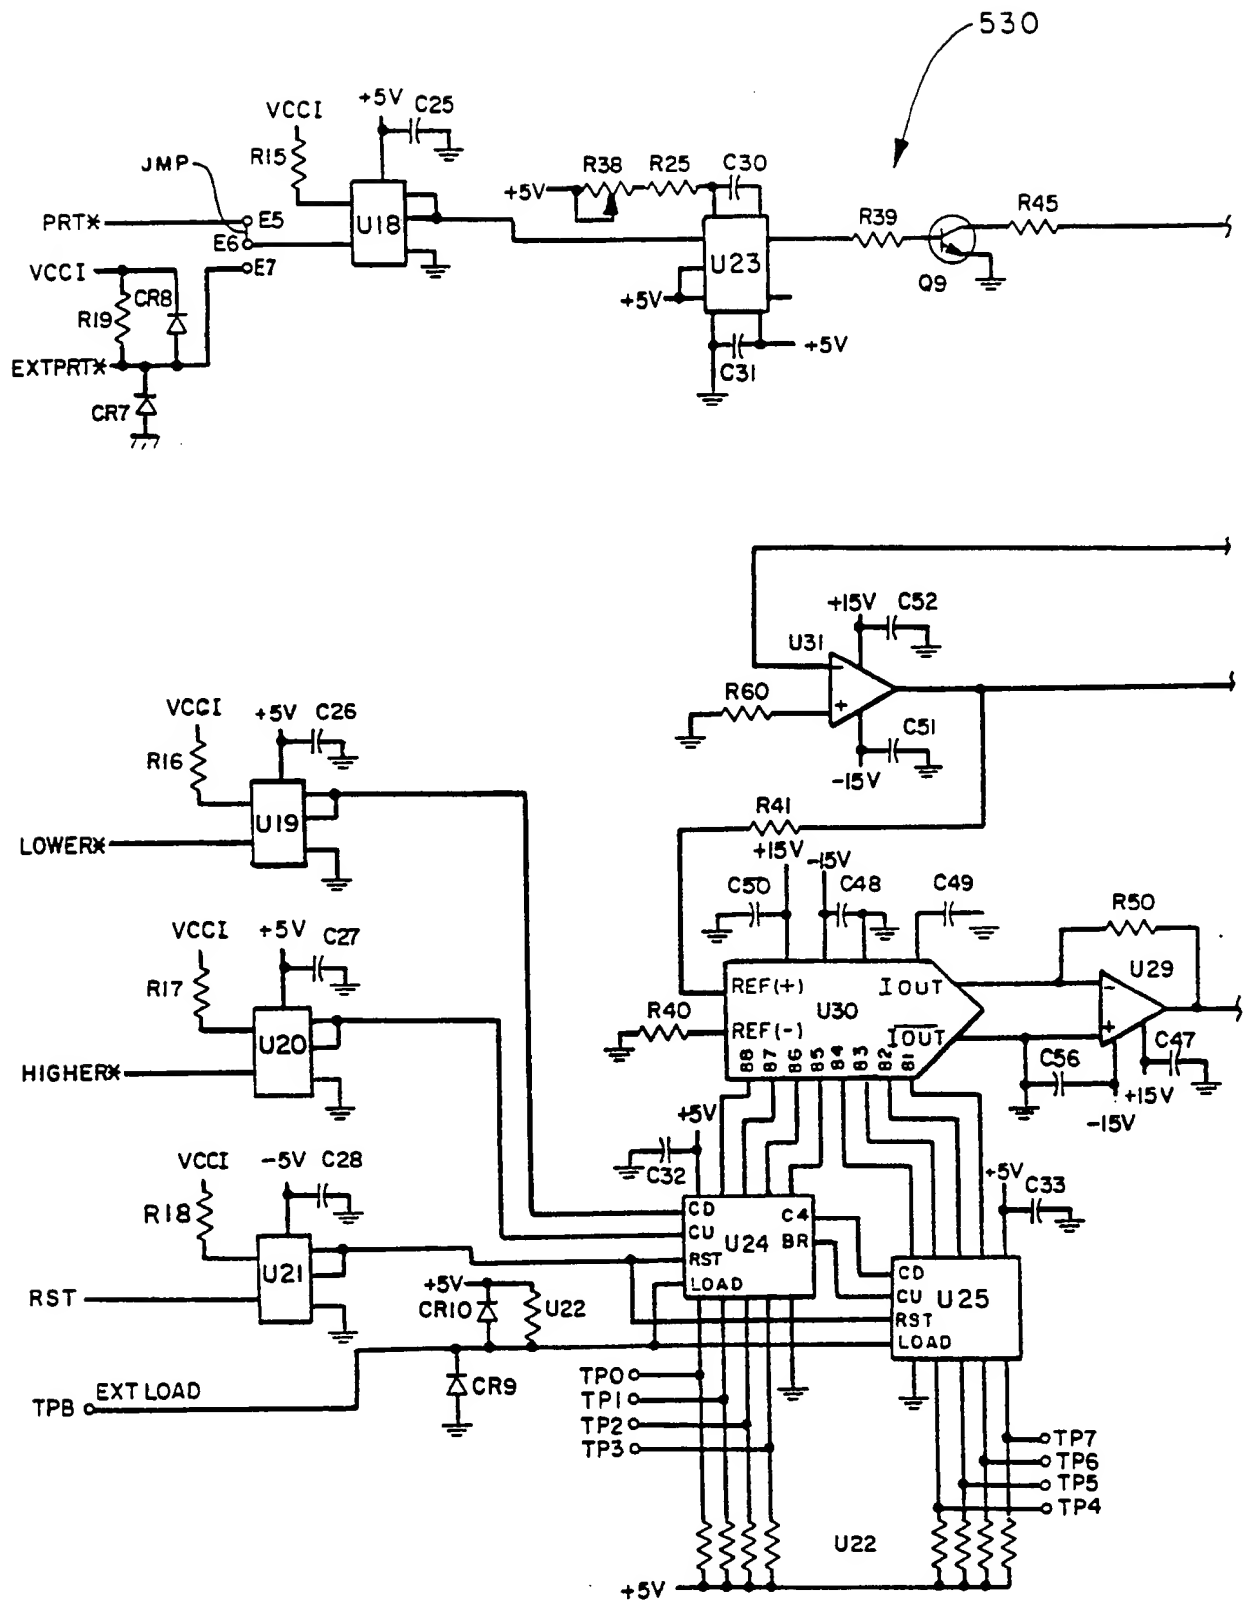 530
+5V C25
VCCI
R15
JMP
PRT*
E5
E6
E7
U18
VCCI
R19
CR8
EXTPRT*
CR7
R38 R25 C30
+5V
U23
+5V
C31
+5V
R39
Q9
R45
+15V C52
U31
-
+
R60
C51
-15V
VCCI
+5V C26
R16
U19
LOWER*
R41
+15V
-15V
C50 C48 C49
R50
VCCI
+5V C27
R17
U20
HIGHER*
REF(+) U30 IOUT
R40
REF(-) IOUT
B8 B7 B6 B5 B4 B3 B2 B1
U29
-
+
C56
C47
+15V
-15V
+5V
C32
VCCI
-5V C28
R18
U21
RST
CD C4
CU U24 BR
RST
LOAD
+5V C33
CD
CU U25
RST
LOAD
+5V
CR10
U22
CR9
EXT LOAD
TPB
TP0
TP1
TP2
TP3
TP7
TP6
TP5
TP4
U22
+5V